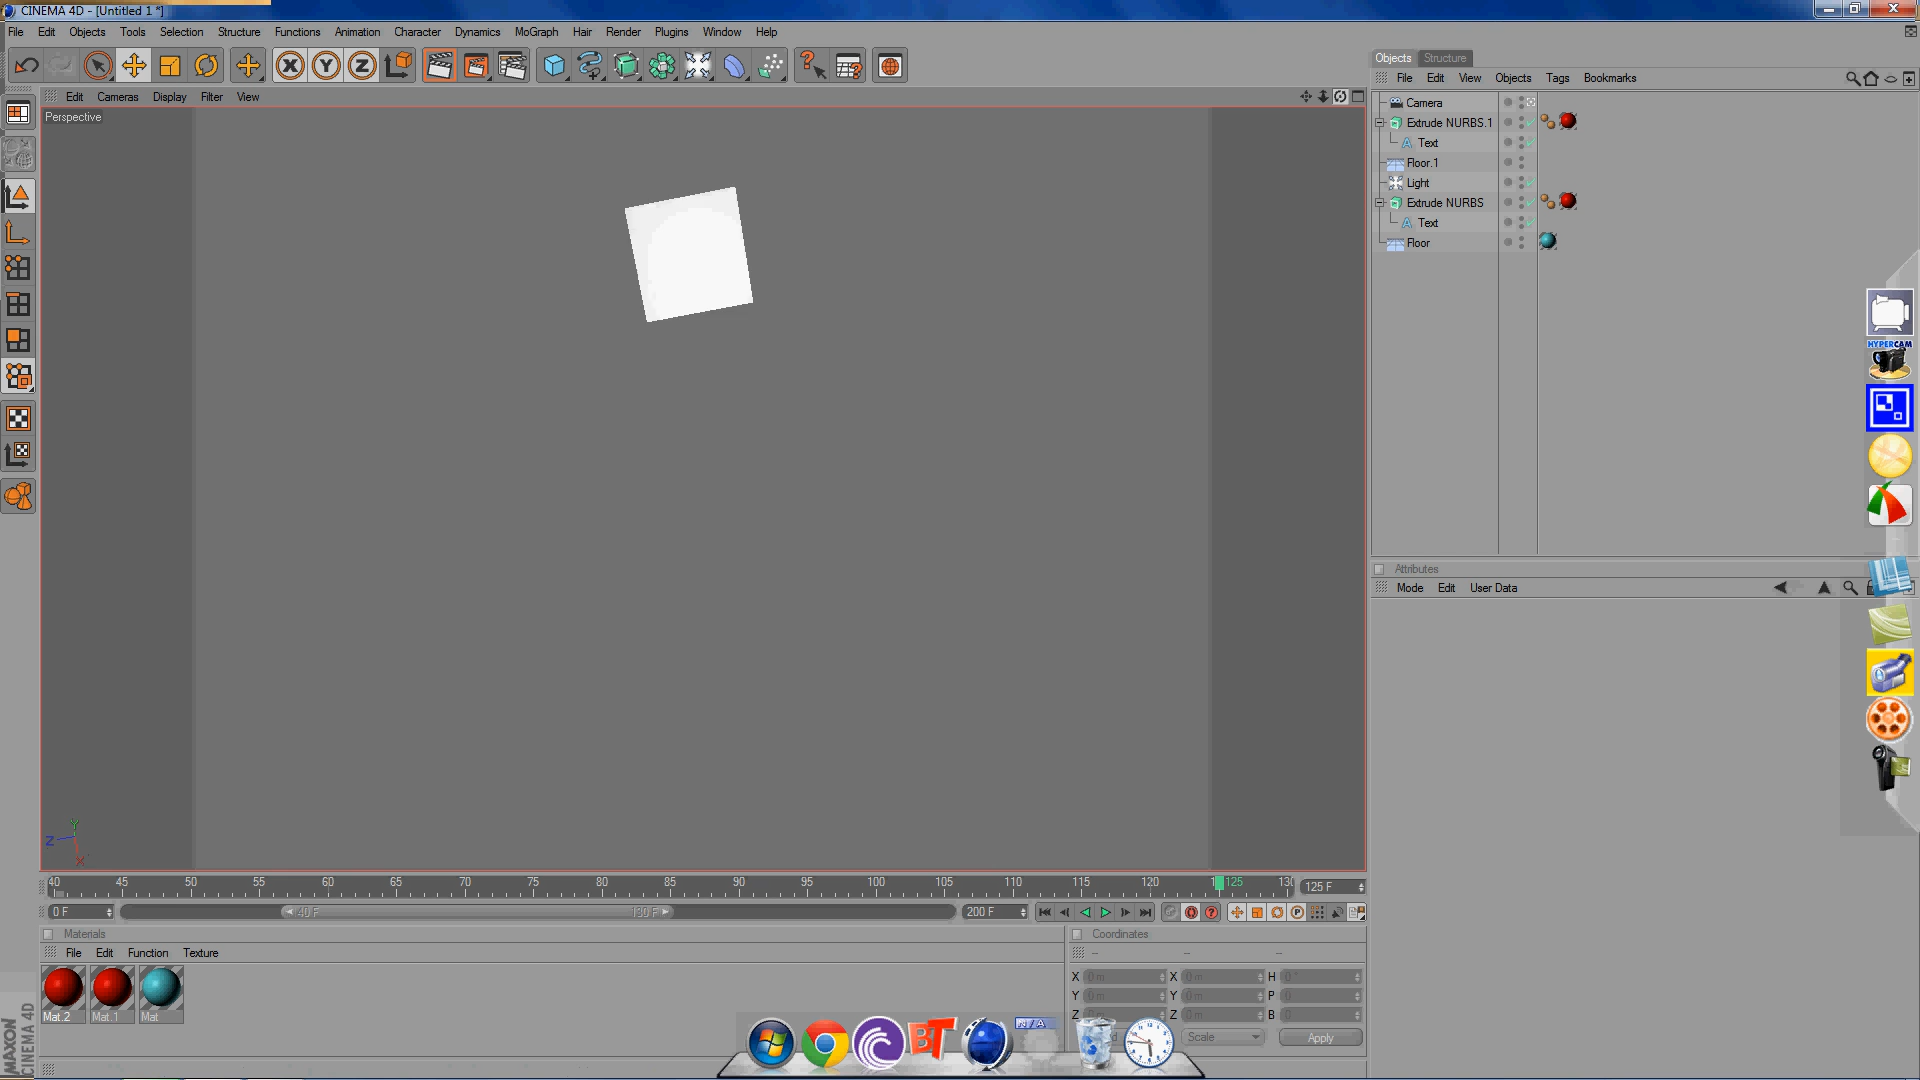 CINEMA 4D - [Untitled 1 *]
File Edit Objects Tools Selection Structure Functions Animation Character Dynamics MoGraph Hair Render Plugins Window Help
X Y Z
Edit Cameras Display Filter View
Perspective
Objects Structure
File Edit View Objects Tags Bookmarks
Camera
Extrude NURBS.1
Text
Floor.1
Light
Extrude NURBS
Text
Floor
HYPERCAM
Attributes
Mode Edit User Data
Y
Z
X
40 45 50 55 60 65 70 75 80 85 90 95 100 105 110 115 120 125 130 125 F
0 F 40 F 130 F 200 F
Materials
File Edit Function Texture
Mat.2 Mat.1 Mat
Coordinates
X 0 m X 0 m H 0 °
Y 0 m Y 0 m P 0
Z 0 m Z 0 m B 0
Scale Apply
N/A
BT
MAXON
CINEMA 4D